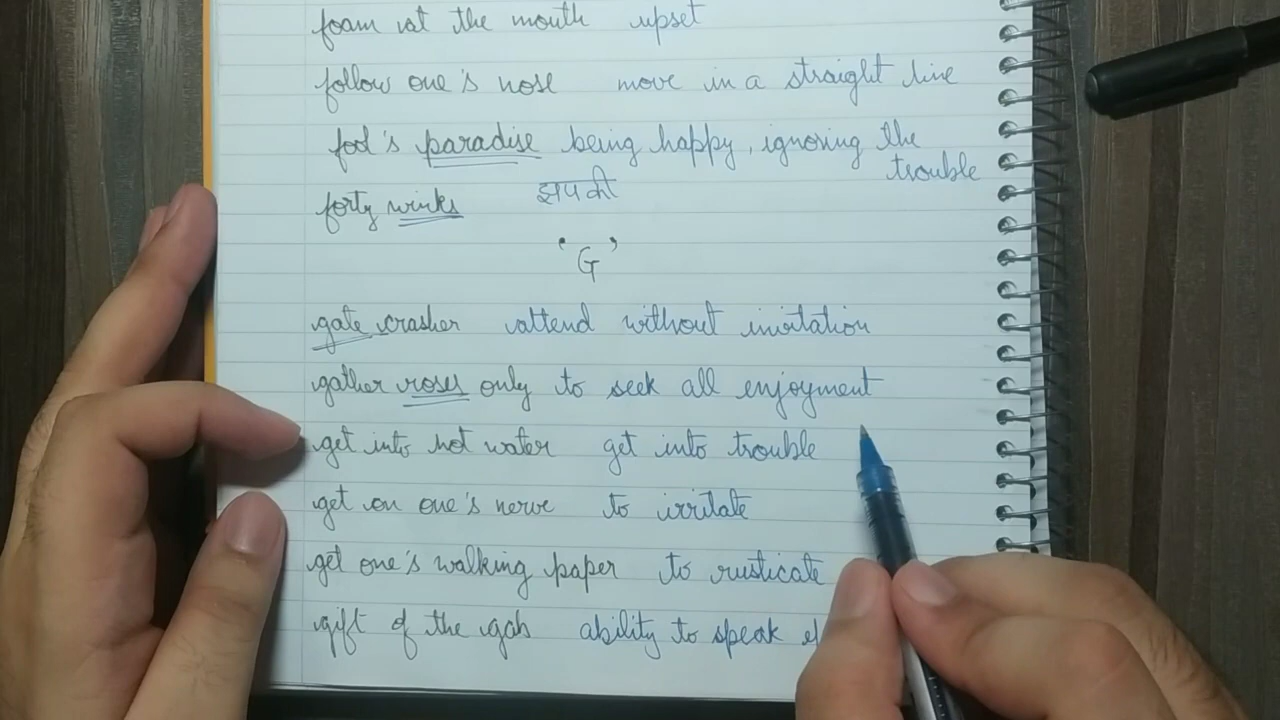 foam at the mouth upset
follow one's nose move in a straight line
fool's paradise being happy, ignoring the trouble
forty winks झपकी
'G'
gate crasher attend without invitation
gather roses only to seek all enjoyment
get into hot water get into trouble
get on one's nerve to irritate
get one's walking paper to rusticate
gift of the gab ability to speak